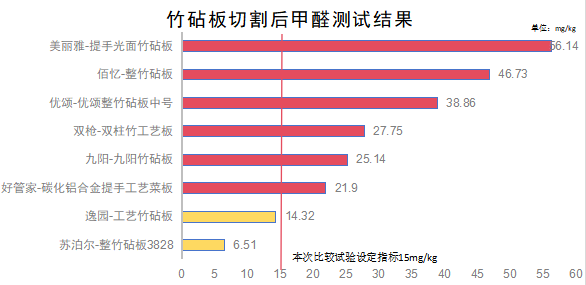 竹砧板切割后甲醛测试结果
单位：mg/kg
美丽雅-提手光面竹砧板 56.14
佰忆-整竹砧板 46.73
优颂-优颂整竹砧板中号 38.86
双枪-双柱竹工艺板 27.75
九阳-九阳竹砧板 25.14
好管家-碳化铝合金提手工艺菜板 21.9
逸园-工艺竹砧板 14.32
苏泊尔-整竹砧板3828 6.51
本次比较试验设定指标15mg/kg
0 5 10 15 20 25 30 35 40 45 50 55 60